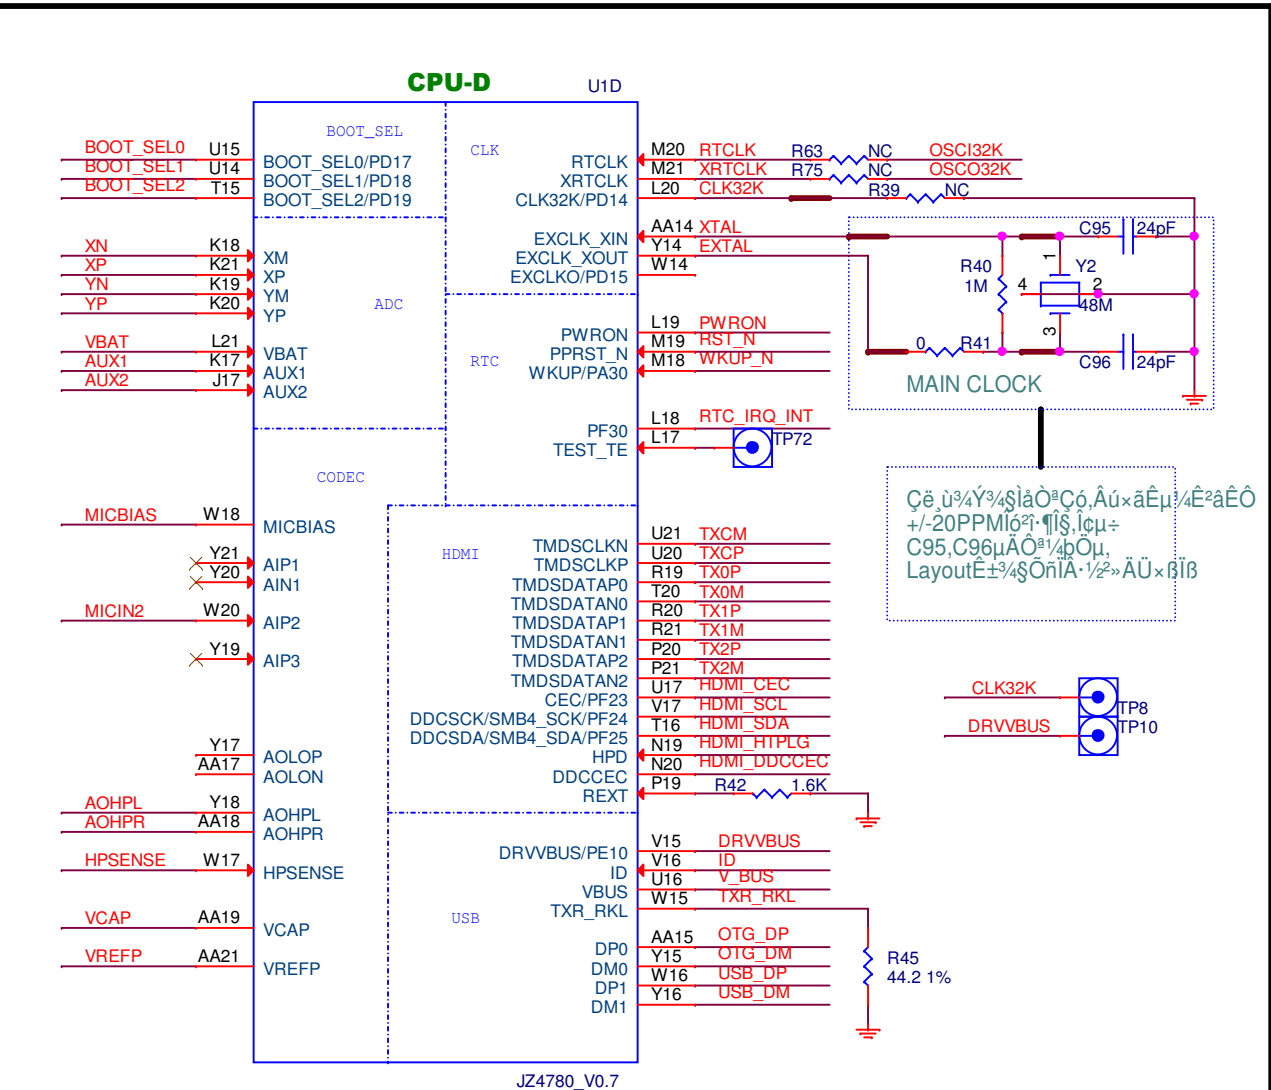 CPU-D
U1D
BOOT_SEL
CLK
BOOT_SEL0 U15 BOOT_SEL0/PD17
BOOT_SEL1 U14 BOOT_SEL1/PD18
BOOT_SEL2 T15 BOOT_SEL2/PD19
RTCLK M20 RTCLK R63 NC OSCI32K
XRTCLK M21 XRTCLK R75 NC OSCO32K
CLK32K/PD14 L20 CLK32K R39 NC
EXCLK_XIN AA14 XTAL
EXCLK_XOUT Y14 EXTAL
EXCLKO/PD15 W14
C95 24pF
R40 1M
1
Y2
4
2
48M
3
0 R41
C96 24pF
MAIN CLOCK
XN K18 XM
XP K21 XP
YN K19 YM
YP K20 YP
ADC
VBAT L21 VBAT
AUX1 K17 AUX1
AUX2 J17 AUX2
RTC
PWRON L19 PWRON
PPRST_N M19 RST_N
WKUP/PA30 M18 WKUP_N
PF30 L18 RTC_IRQ_INT
TEST_TE L17 TP72
CODEC
MICBIAS W18 MICBIAS
Y21 AIP1
Y20 AIN1
MICIN2 W20 AIP2
Y19 AIP3
Y17 AOLOP
AA17 AOLON
AOHPL Y18 AOHPL
AOHPR AA18 AOHPR
HPSENSE W17 HPSENSE
VCAP AA19 VCAP
VREFP AA21 VREFP
HDMI
TMDSCLKN U21 TXCM
TMDSCLKP U20 TXCP
TMDSDATAP0 R19 TX0P
TMDSDATAN0 T20 TX0M
TMDSDATAP1 R20 TX1P
TMDSDATAN1 R21 TX1M
TMDSDATAP2 P20 TX2P
TMDSDATAN2 P21 TX2M
CEC/PF23 U17 HDMI_CEC
DDCSCK/SMB4_SCK/PF24 V17 HDMI_SCL
DDCSDA/SMB4_SDA/PF25 T16 HDMI_SDA
HPD N19 HDMI_HTPLG
DDCCEC N20 HDMI_DDCCEC
REXT P19 R42 1.6K
USB
DRVVBUS/PE10 V15 DRVVBUS
ID V16 ID
VBUS U16 V_BUS
TXR_RKL W15 TXR_RKL
DP0 AA15 OTG_DP
DM0 Y15 OTG_DM
DP1 W16 USB_DP
DM1 Y16 USB_DM
R45
44.2 1%
+/-20PPM
C95,C96
Layout
CLK32K TP8
DRVVBUS TP10
JZ4780_V0.7